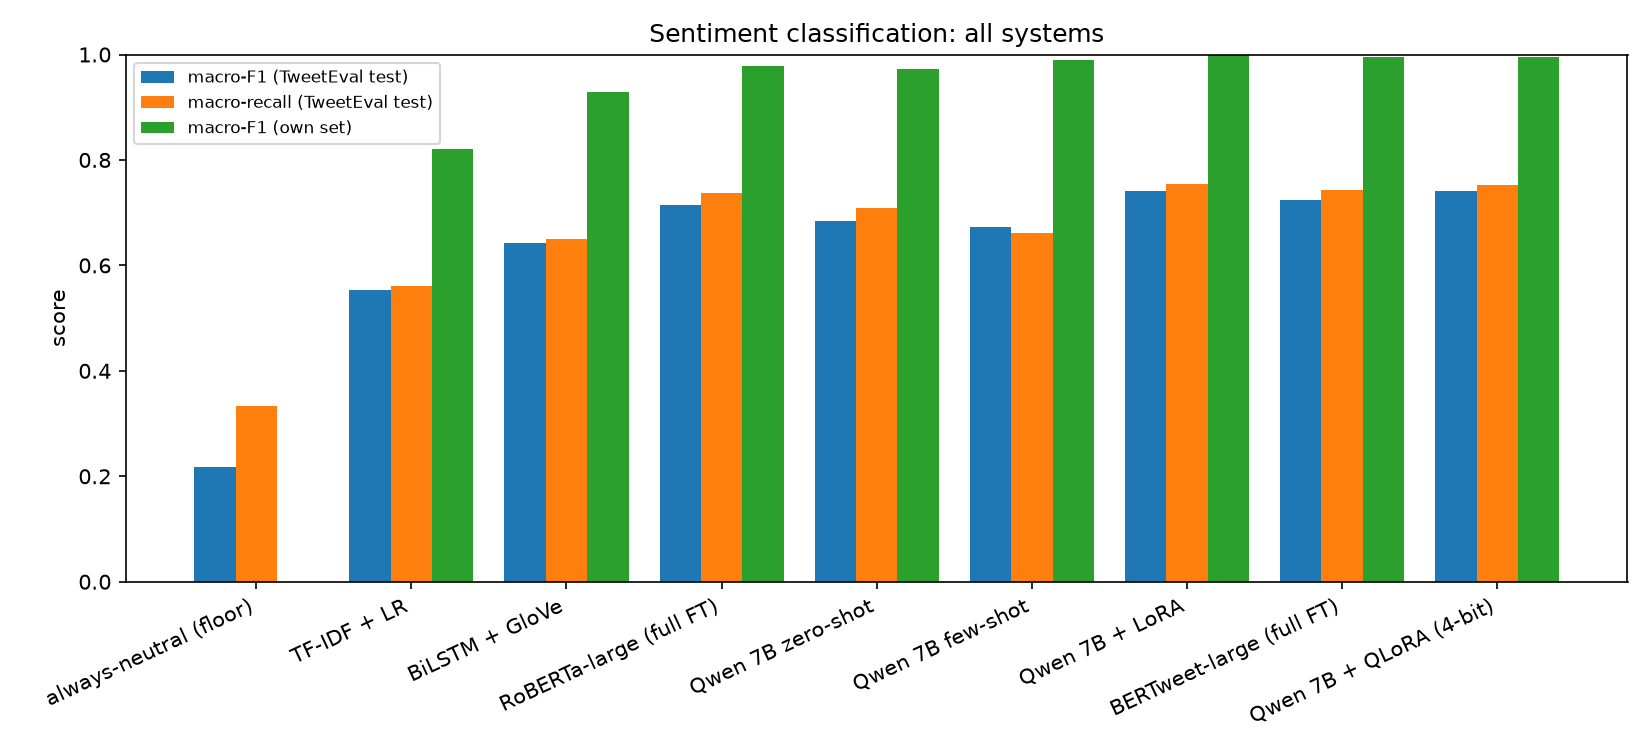 Sentiment classification: all systems
macro-F1 (TweetEval test)
macro-recall (TweetEval test)
macro-F1 (own set)
score
1.0
0.8
0.6
0.4
0.2
0.0
always-neutral (floor)
TF-IDF + LR
BiLSTM + GloVe
RoBERTa-large (full FT)
Qwen 7B zero-shot
Qwen 7B few-shot
Qwen 7B + LoRA
BERTweet-large (full FT)
Qwen 7B + QLoRA (4-bit)